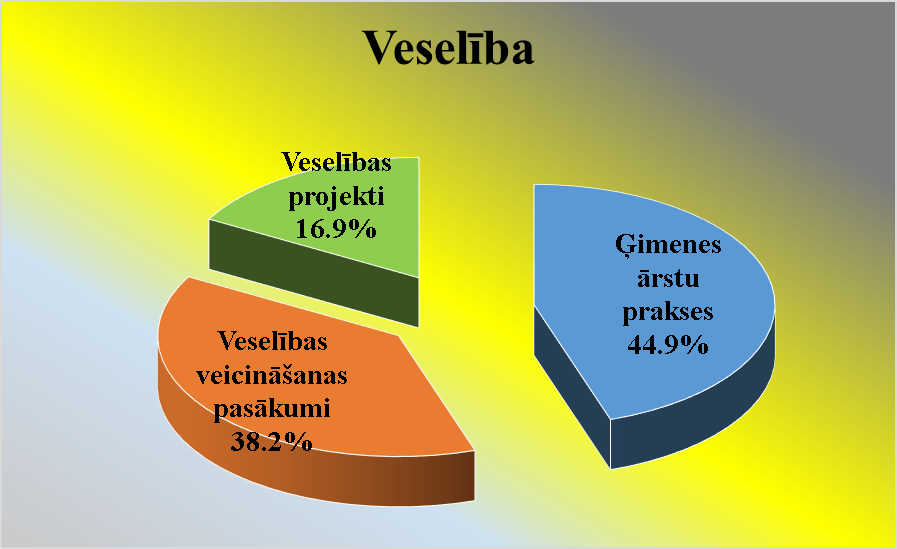 Veselība
Veselības
projekti
16.9%
Ģimenes
ārstu
prakses
44.9%
Veselības
veicināšanas
pasākumi
38.2%